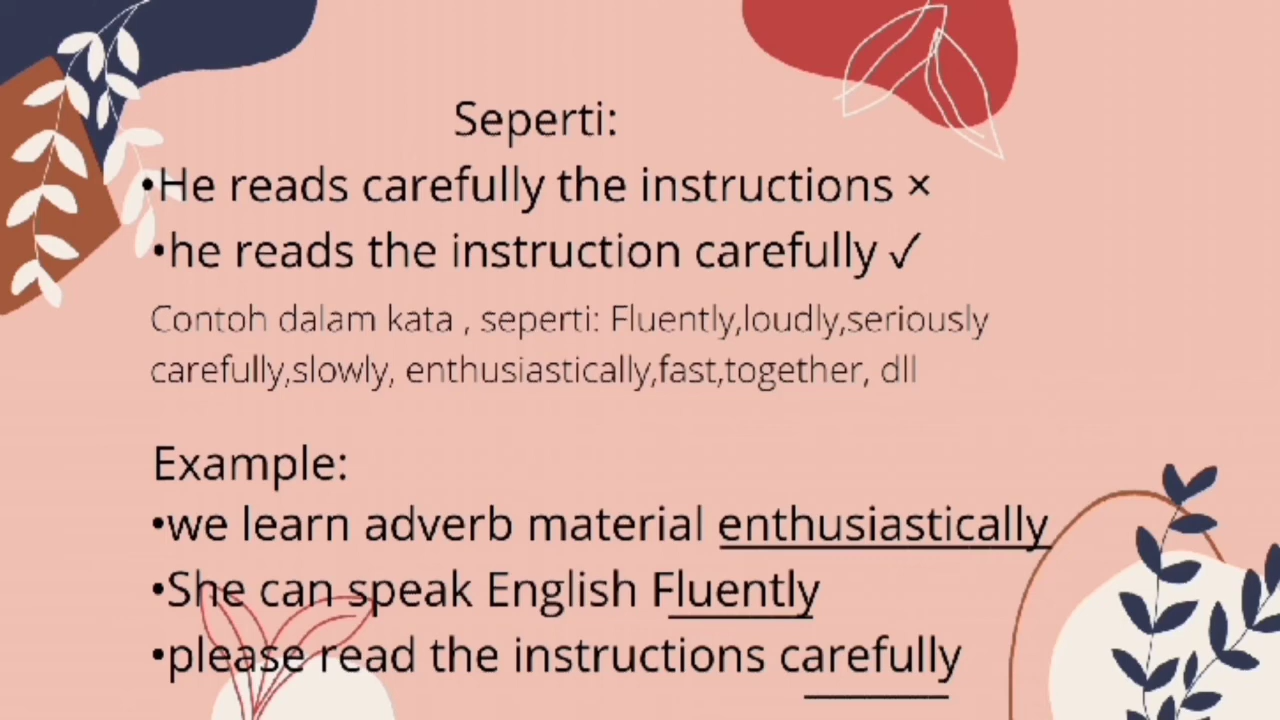 Seperti:
•He reads carefully the instructions ×
•he reads the instruction carefully ✓
Contoh dalam kata , seperti: Fluently,loudly,seriously
carefully,slowly, enthusiastically,fast,together, dll
Example:
•we learn adverb material enthusiastically
•She can speak English Fluently
•please read the instructions carefully